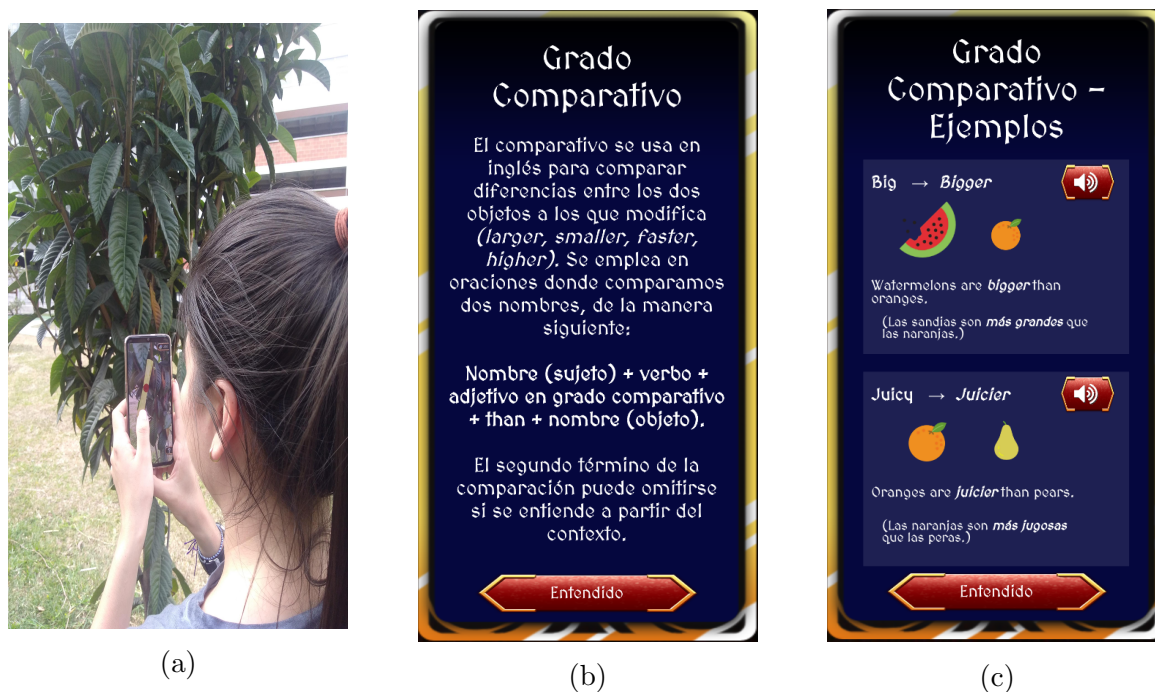 Grado
Comparativo
El comparativo se usa en
inglés para comparar
diferencias entre los dos
objetos a los que modifica
(larger, smaller, faster,
higher). Se emplea en
oraciones donde comparamos
dos nombres, de la manera
siguiente:
Nombre (sujeto) + verbo +
adjetivo en grado comparativo
+ than + nombre (objeto).
El segundo término de la
comparación puede omitirse
si se entiende a partir del
contexto.
Entendido
Grado
Comparativo –
Ejemplos
Big → Bigger
Watermelons are bigger than
oranges.
(Las sandías son más grandes que
las naranjas.)
Juicy → Juicier
Oranges are juicier than pears.
(Las naranjas son más jugosas
que las peras.)
Entendido
(a)
(b)
(c)